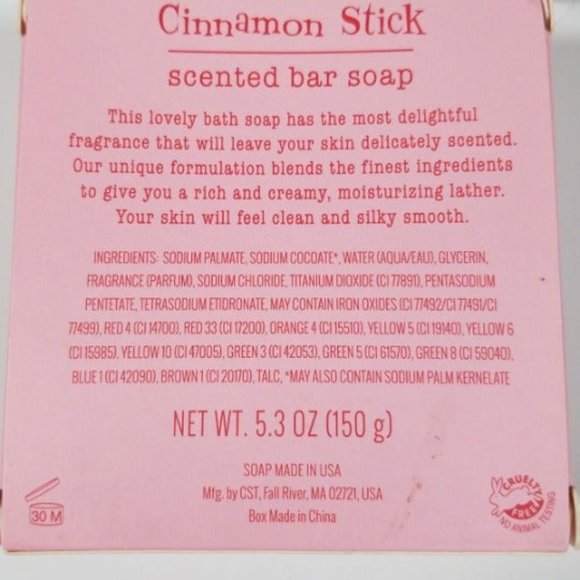 Cinnamon Stick
scented bar soap
This lovely bath soap has the most delightful
fragrance that will leave your skin delicately scented.
Our unique formulation blends the finest ingredients
to give you a rich and creamy, moisturizing lather.
Your skin will feel clean and silky smooth.
INGREDIENTS: SODIUM PALMATE, SODIUM COCOATE*, WATER (AQUA/EAU), GLYCERIN,
FRAGRANCE (PARFUM), SODIUM CHLORIDE, TITANIUM DIOXIDE (CI 77891), PENTASODIUM
PENTETATE, TETRASODIUM ETIDRONATE, MAY CONTAIN IRON OXIDES (CI 77492/CI 77491/CI
77499), RED 4 (CI 14700), RED 33 (CI 17200), ORANGE 4 (CI 15510), YELLOW 5 (CI 19140), YELLOW 6
(CI 15985), YELLOW 10 (CI 47005), GREEN 3 (CI 42053), GREEN 5 (CI 61570), GREEN 8 (CI 59040),
BLUE 1 (CI 42090), BROWN 1 (CI 20170), TALC, *MAY ALSO CONTAIN SODIUM PALM KERNELATE
NET WT. 5.3 OZ (150 g)
SOAP MADE IN USA
Mfg. by CST, Fall River, MA 02721, USA
Box Made in China
30 M
CRUELTY
FREE
NO ANIMAL TESTING